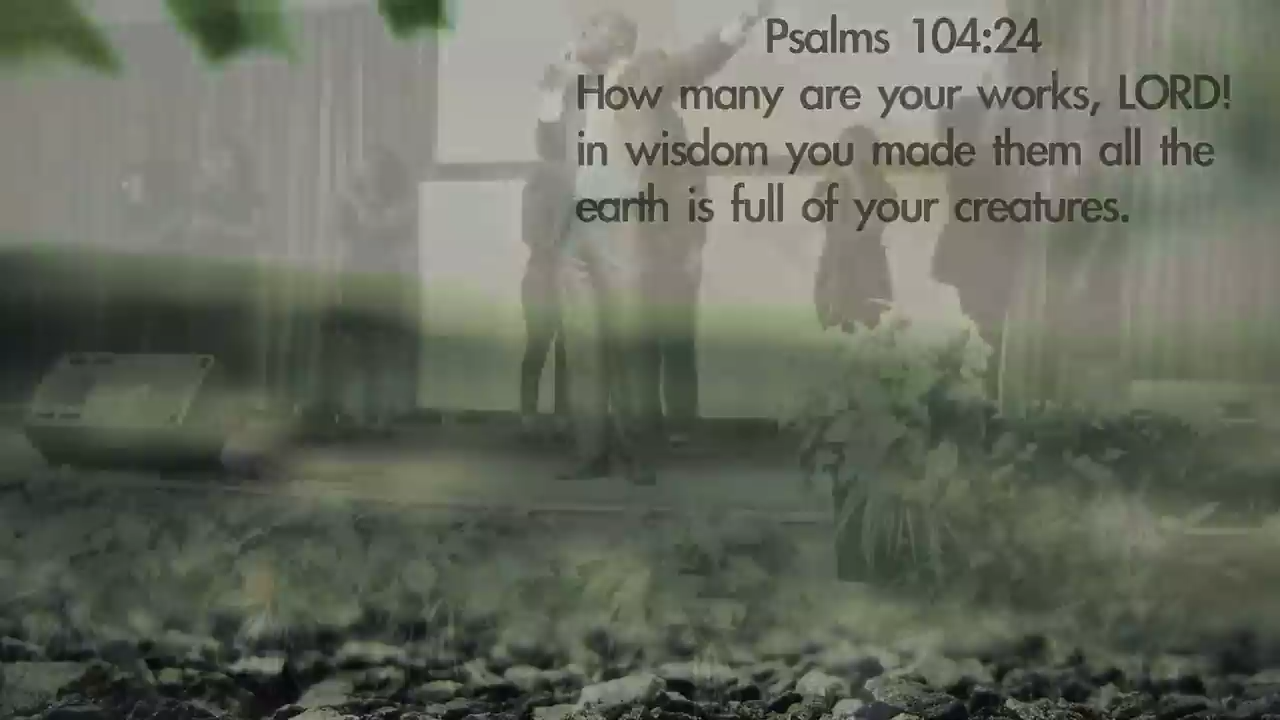 Psalms 104:24
How many are your works, LORD!
in wisdom you made them all the
earth is full of your creatures.